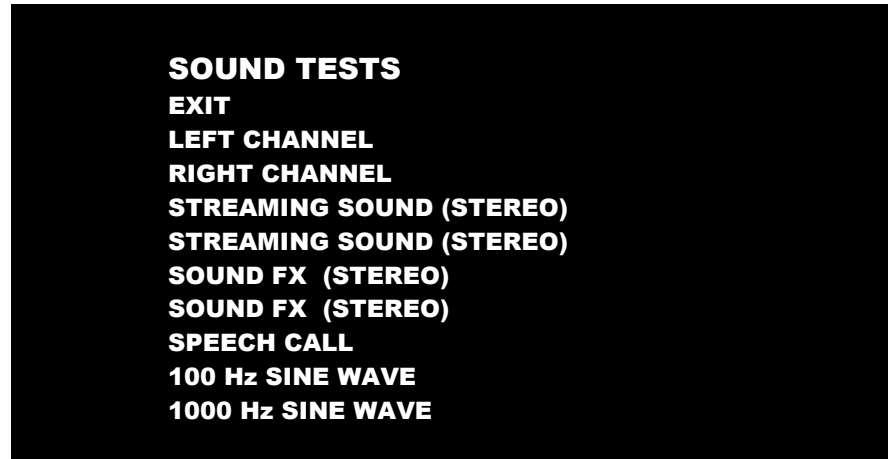 SOUND TESTS
EXIT
LEFT CHANNEL
RIGHT CHANNEL
STREAMING SOUND (STEREO)
STREAMING SOUND (STEREO)
SOUND FX  (STEREO)
SOUND FX  (STEREO)
SPEECH CALL
100 Hz SINE WAVE
1000 Hz SINE WAVE